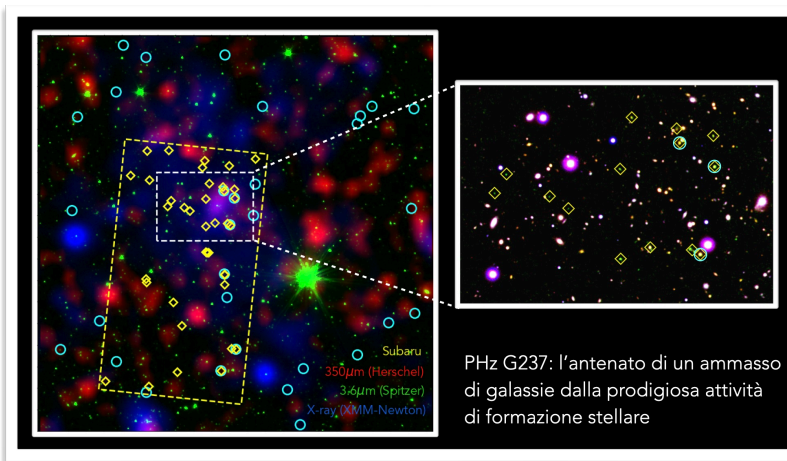 Subaru
350μm (Herschel)
3.6μm (Spitzer)
X-ray (XMM-Newton)
PHz G237: l’antenato di un ammasso
di galassie dalla prodigiosa attività
di formazione stellare